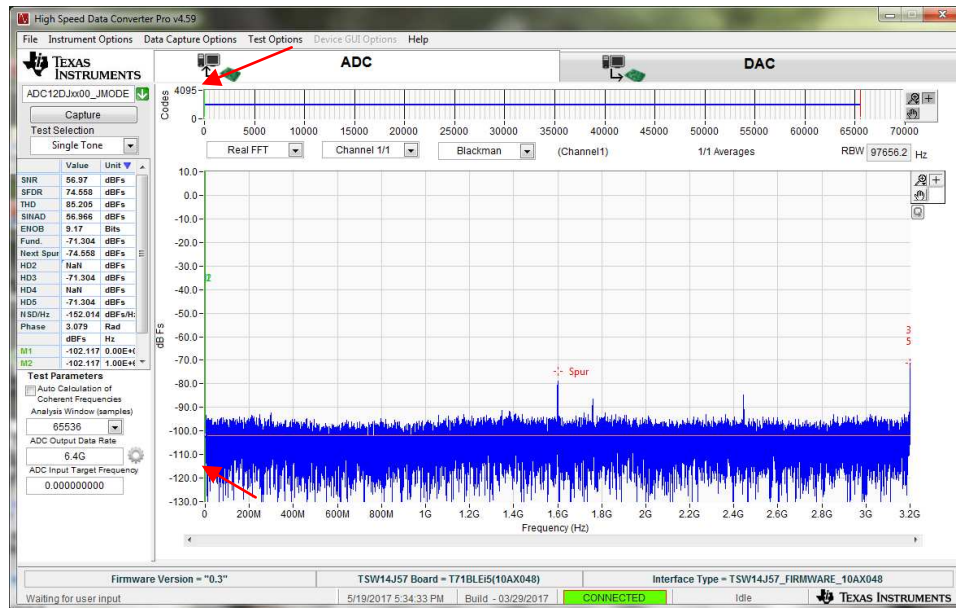 High Speed Data Converter Pro v4.59
File Instrument Options Data Capture Options Test Options Device GUI Options Help
TEXAS INSTRUMENTS
ADC
DAC
ADC12DJxx00_JMODE
Capture
Test Selection
Single Tone
Value Unit
SNR 56.97 dBFs
SFDR 74.558 dBFs
THD 85.205 dBFs
SINAD 56.966 dBFs
ENOB 9.17 Bits
Fund. -71.304 dBFs
Next Spur -74.558 dBFs
HD2 NaN dBFs
HD3 -71.304 dBFs
HD4 NaN dBFs
HD5 -71.304 dBFs
NSD/Hz -152.014 dBFs/Hz
Phase 3.079 Rad
dBFs Hz
M1 -102.117 0.00E+(
M2 -102.117 1.00E+(
Test Parameters
Auto Calculation of
Coherent Frequencies
Analysis Window (samples)
65536
ADC Output Data Rate
6.4G
ADC Input Target Frequency
0.000000000
Codes
4095
0
0 5000 10000 15000 20000 25000 30000 35000 40000 45000 50000 55000 60000 65000 70000
Real FFT Channel 1/1 Blackman (Channel1) 1/1 Averages RBW 97656.2 Hz
dBFs
10.0
0.0
-10.0
-20.0
-30.0
-40.0
-50.0
-60.0
-70.0
-80.0
-90.0
-100.0
-110.0
-120.0
-130.0
Spur
3
5
0 200M 400M 600M 800M 1G 1.2G 1.4G 1.6G 1.8G 2G 2.2G 2.4G 2.6G 2.8G 3G 3.2G
Frequency (Hz)
Firmware Version = "0.3" TSW14J57 Board = T71BLEi5(10AX048) Interface Type = TSW14J57_FIRMWARE_10AX048
Waiting for user input 5/19/2017 5:34:33 PM Build - 03/29/2017 CONNECTED Idle TEXAS INSTRUMENTS